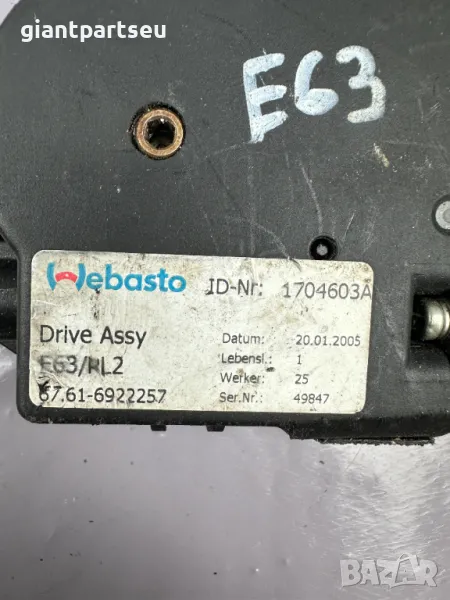 giantpartseu
E63
Webasto
ID-Nr: 1704603A
Drive Assy
E63/RL2
67.61-6922257
Datum: 20.01.2005
Lebensl.: 1
Werker: 25
Ser.Nr.: 49847
BAZAR